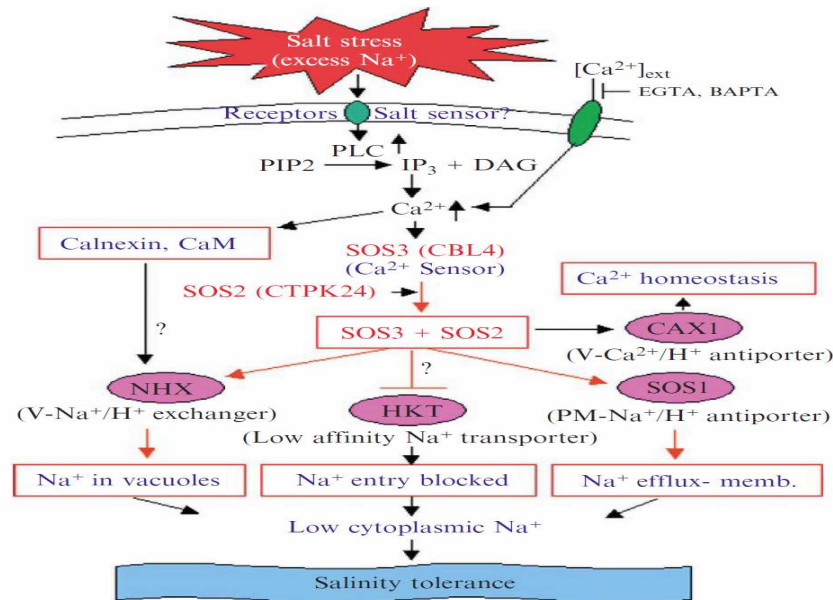 Salt stress
(excess Na⁺)
[Ca²⁺]ext
EGTA, BAPTA
Receptors Salt sensor?
PLC
PIP2 IP₃ + DAG
Ca²⁺
Calnexin, CaM
SOS3 (CBL4)
(Ca²⁺ Sensor)
SOS2 (CTPK24)
Ca²⁺ homeostasis
SOS3 + SOS2
CAX1
(V-Ca²⁺/H⁺ antiporter)
?
?
NHX
(V-Na⁺/H⁺ exchanger)
HKT
(Low affinity Na⁺ transporter)
SOS1
(PM-Na⁺/H⁺ antiporter)
Na⁺ in vacuoles
Na⁺ entry blocked
Na⁺ efflux- memb.
Low cytoplasmic Na⁺
Salinity tolerance